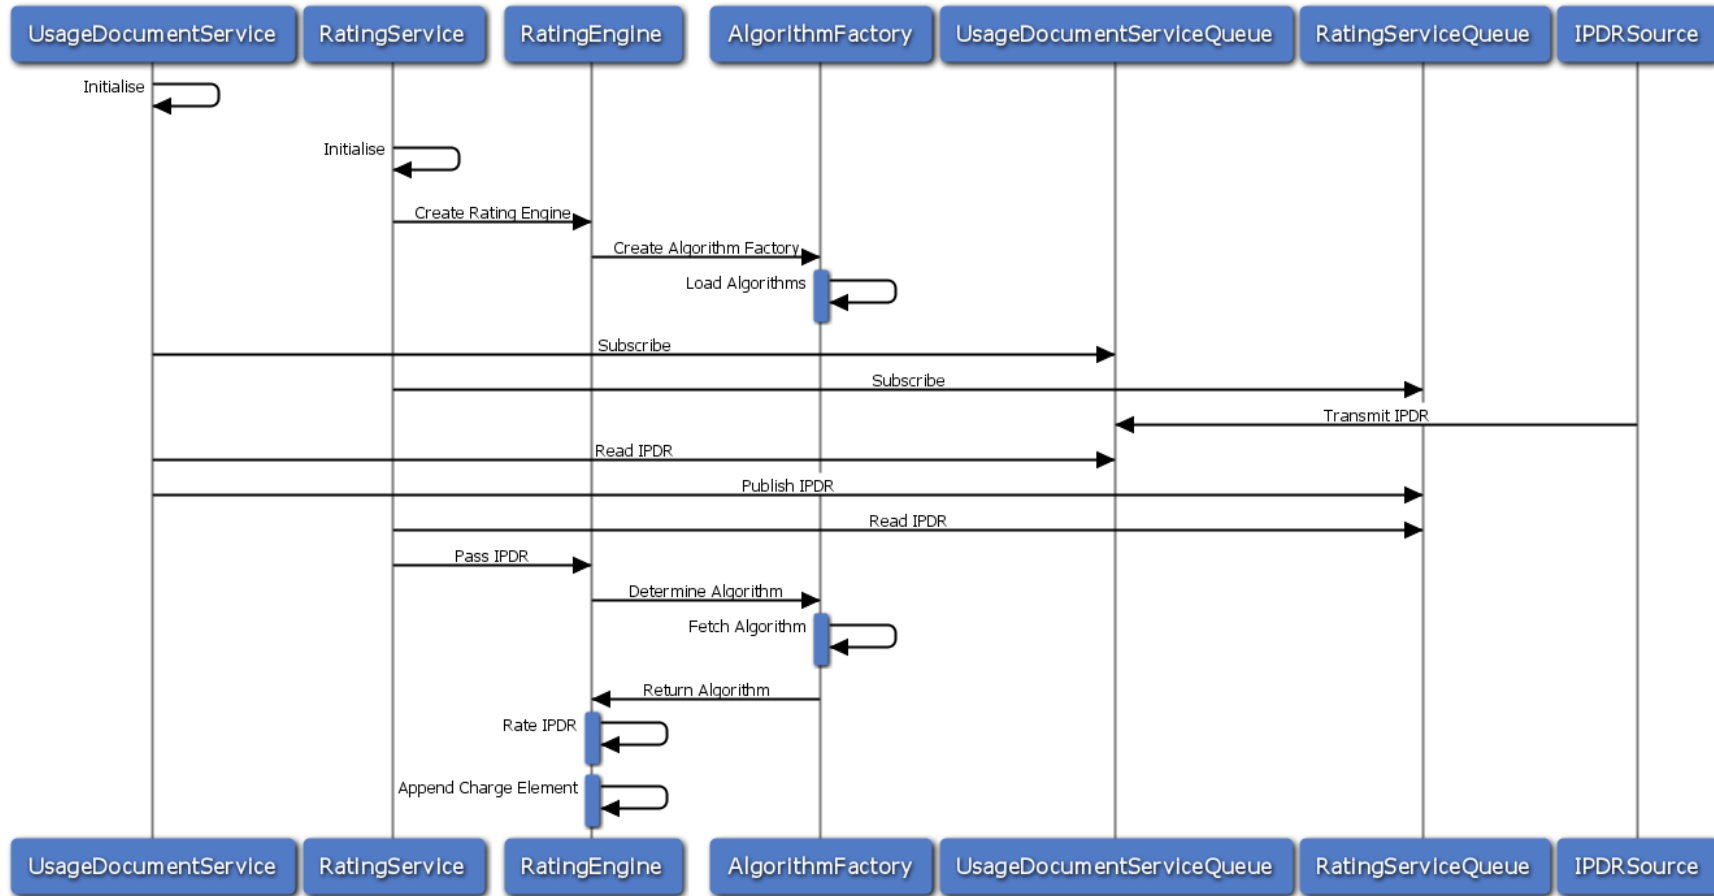 UsageDocumentService RatingService RatingEngine AlgorithmFactory UsageDocumentServiceQueue RatingServiceQueue IPDRSource
Initialise
Initialise
Create Rating Engine
Create Algorithm Factory
Load Algorithms
Subscribe
Subscribe
Transmit IPDR
Read IPDR
Publish IPDR
Read IPDR
Pass IPDR
Determine Algorithm
Fetch Algorithm
Return Algorithm
Rate IPDR
Append Charge Element
UsageDocumentService RatingService RatingEngine AlgorithmFactory UsageDocumentServiceQueue RatingServiceQueue IPDRSource